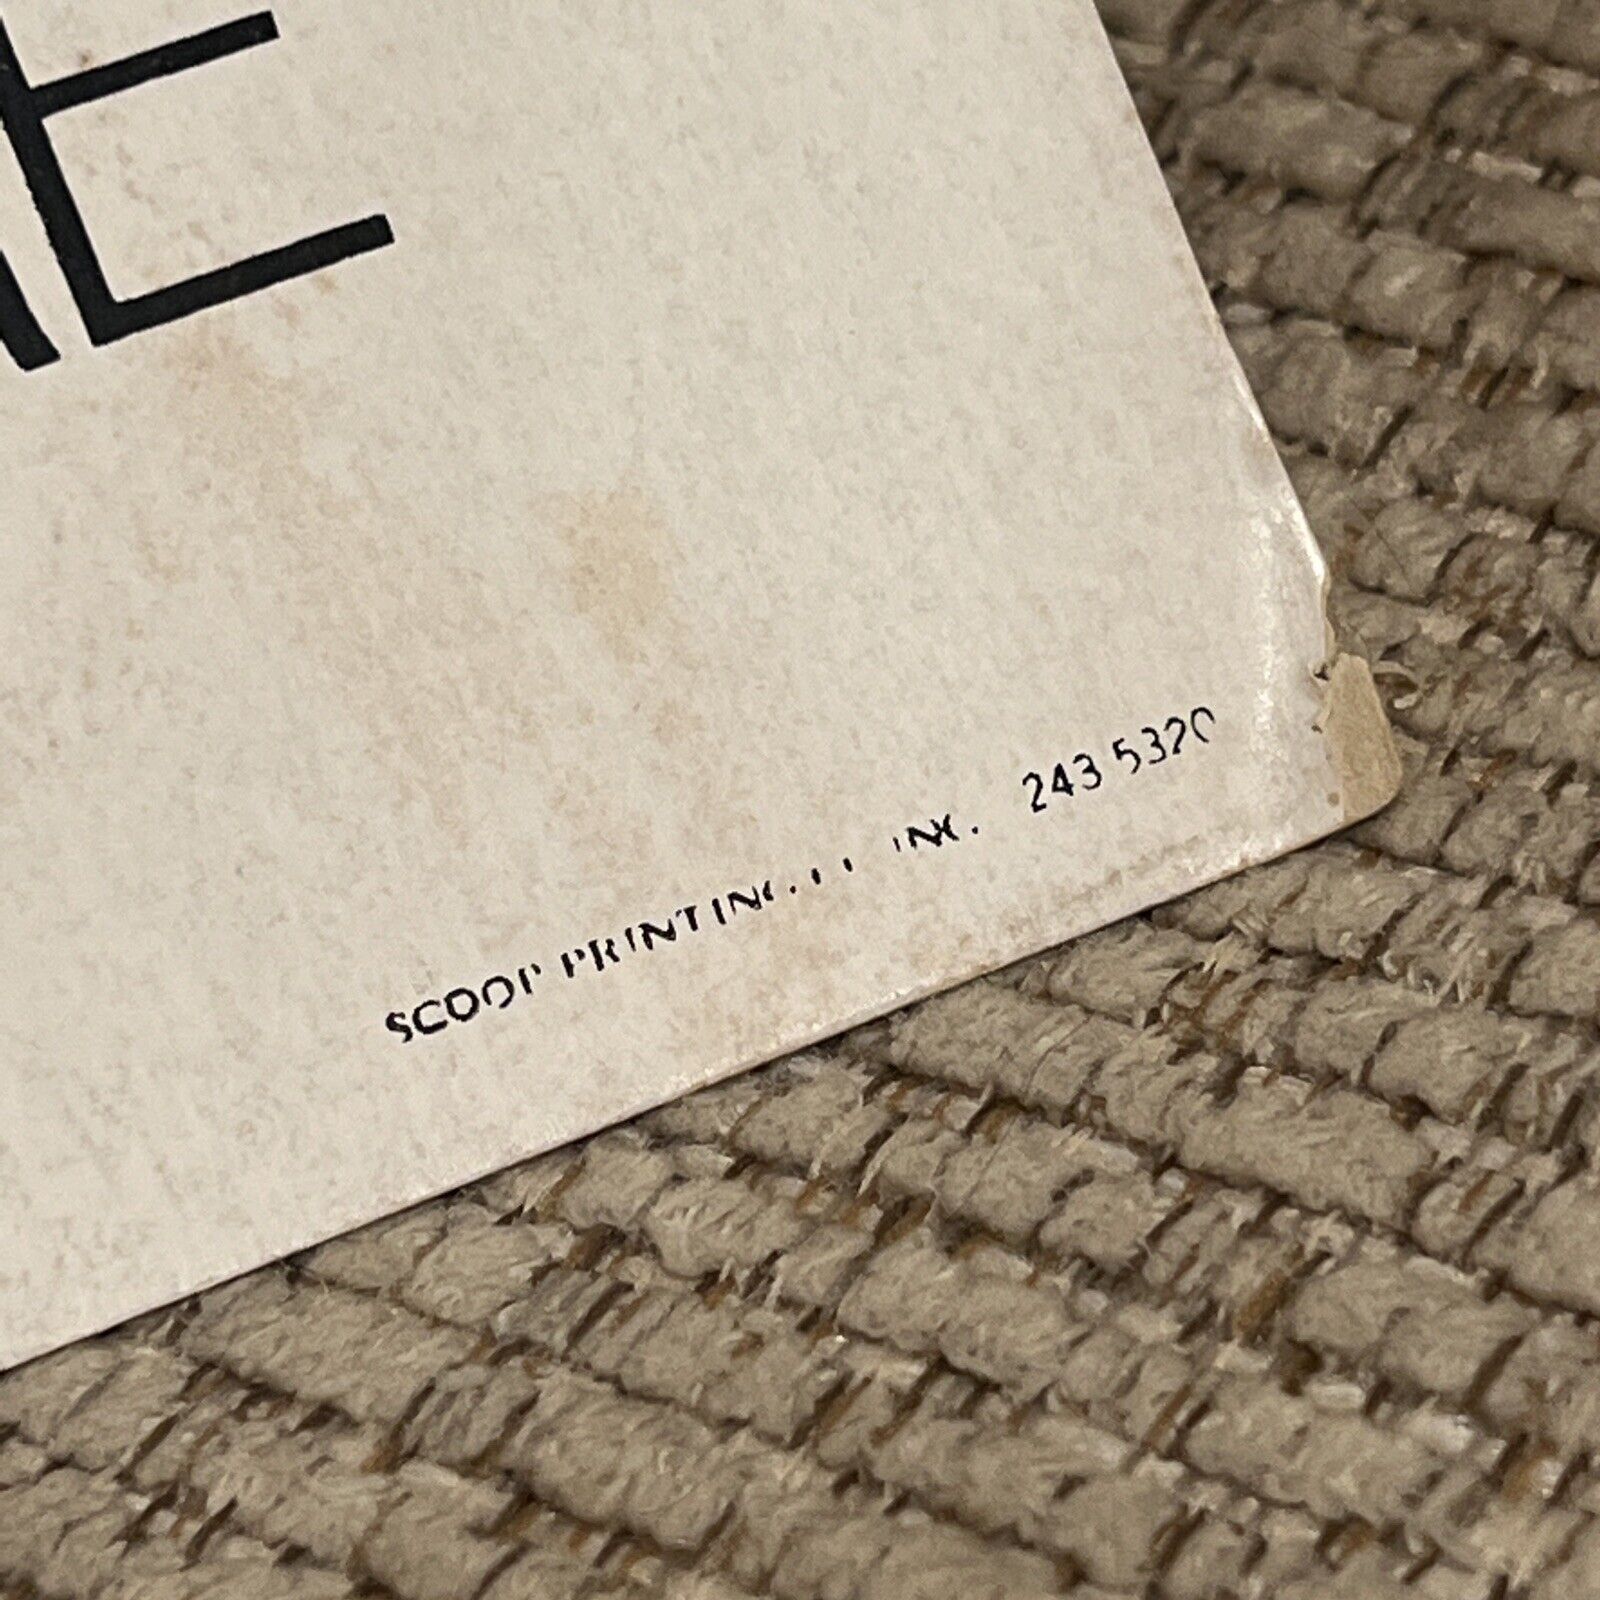 E
SCOOP PRINTING. INC. 243 5320